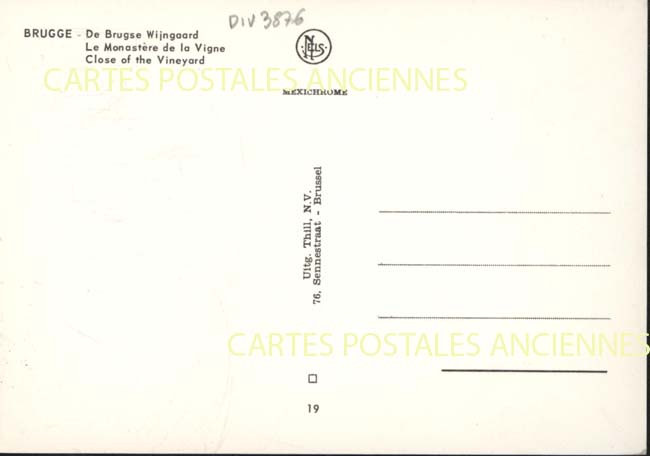 DIV 3876
BRUGGE - De Brugse Wijngaard
Le Monastère de la Vigne
Close of the Vineyard
NELS
CARTES POSTALES ANCIENNES
MEXICHROME
Uitg. Thill, N.V.
76, Sennestraat - Brussel
CARTES POSTALES ANCIENNES
19